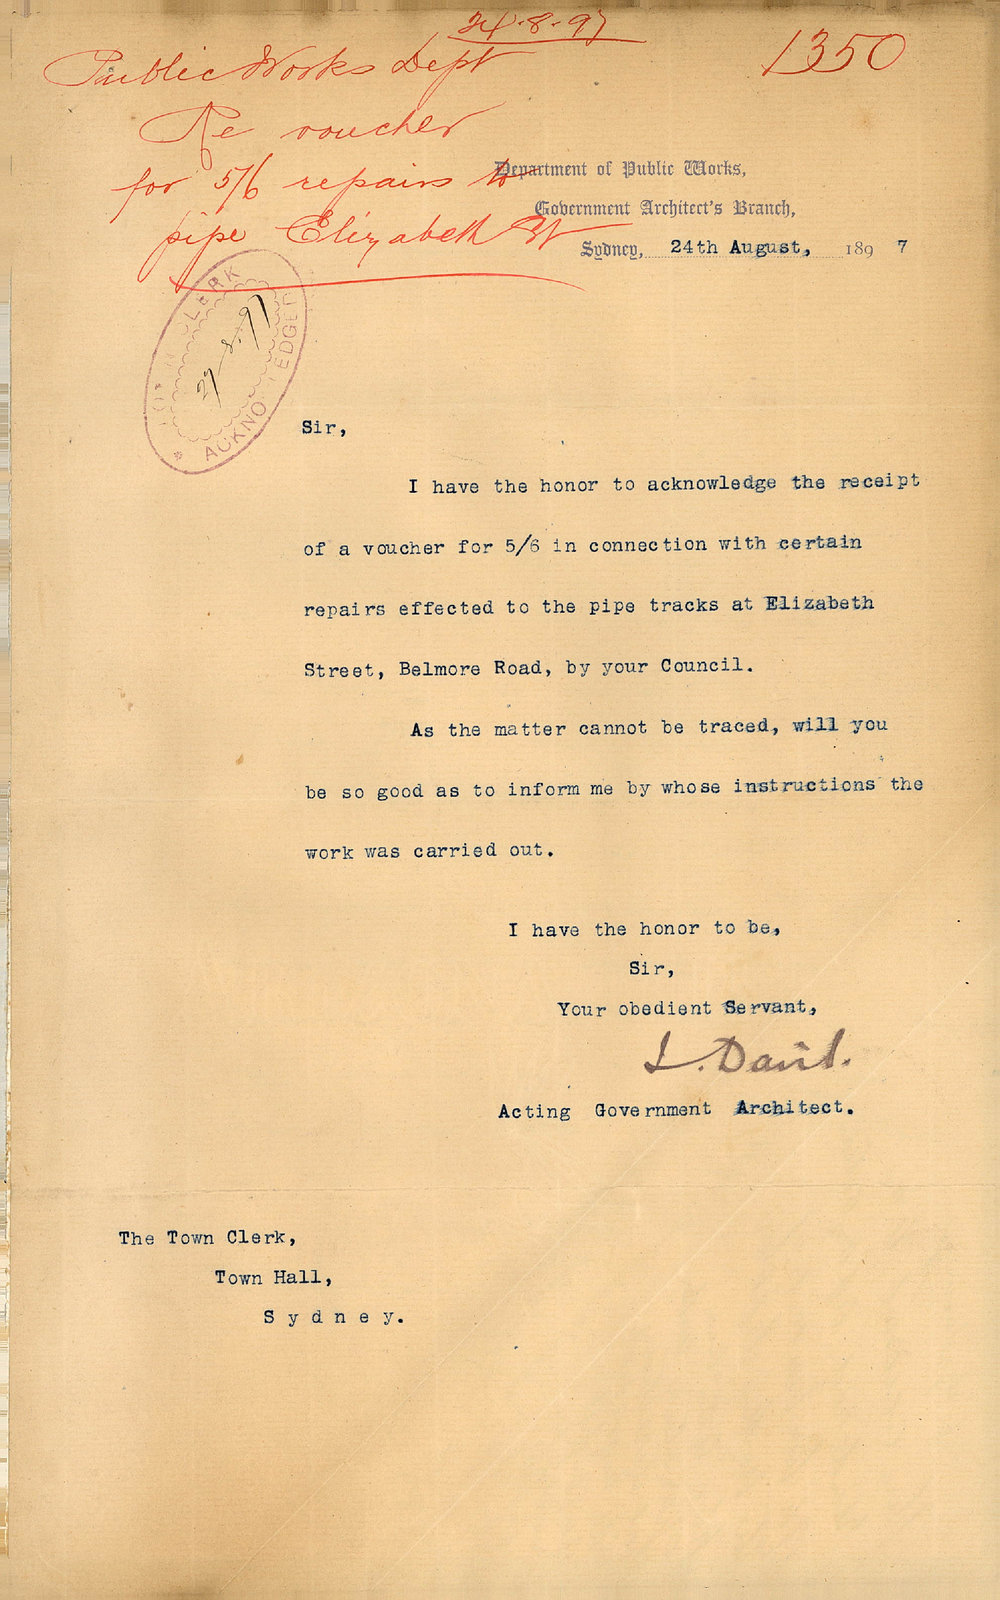 24.8.97
1350
Public Works Dept
Re voucher
for 5/6 repairs to
pipe Elizabeth St
Department of Public Works,
Government Architect's Branch,
Sydney, 24th August, 1897
CLERK
ACKNO LEDGED
Sir,
I have the honor to acknowledge the receipt
of a voucher for 5/6 in connection with certain
repairs effected to the pipe tracks at Elizabeth
Street, Belmore Road, by your Council.
As the matter cannot be traced, will you
be so good as to inform me by whose instructions the
work was carried out.
I have the honor to be,
Sir,
Your obedient Servant,
Acting Government Architect.
The Town Clerk,
Town Hall,
Sydney.